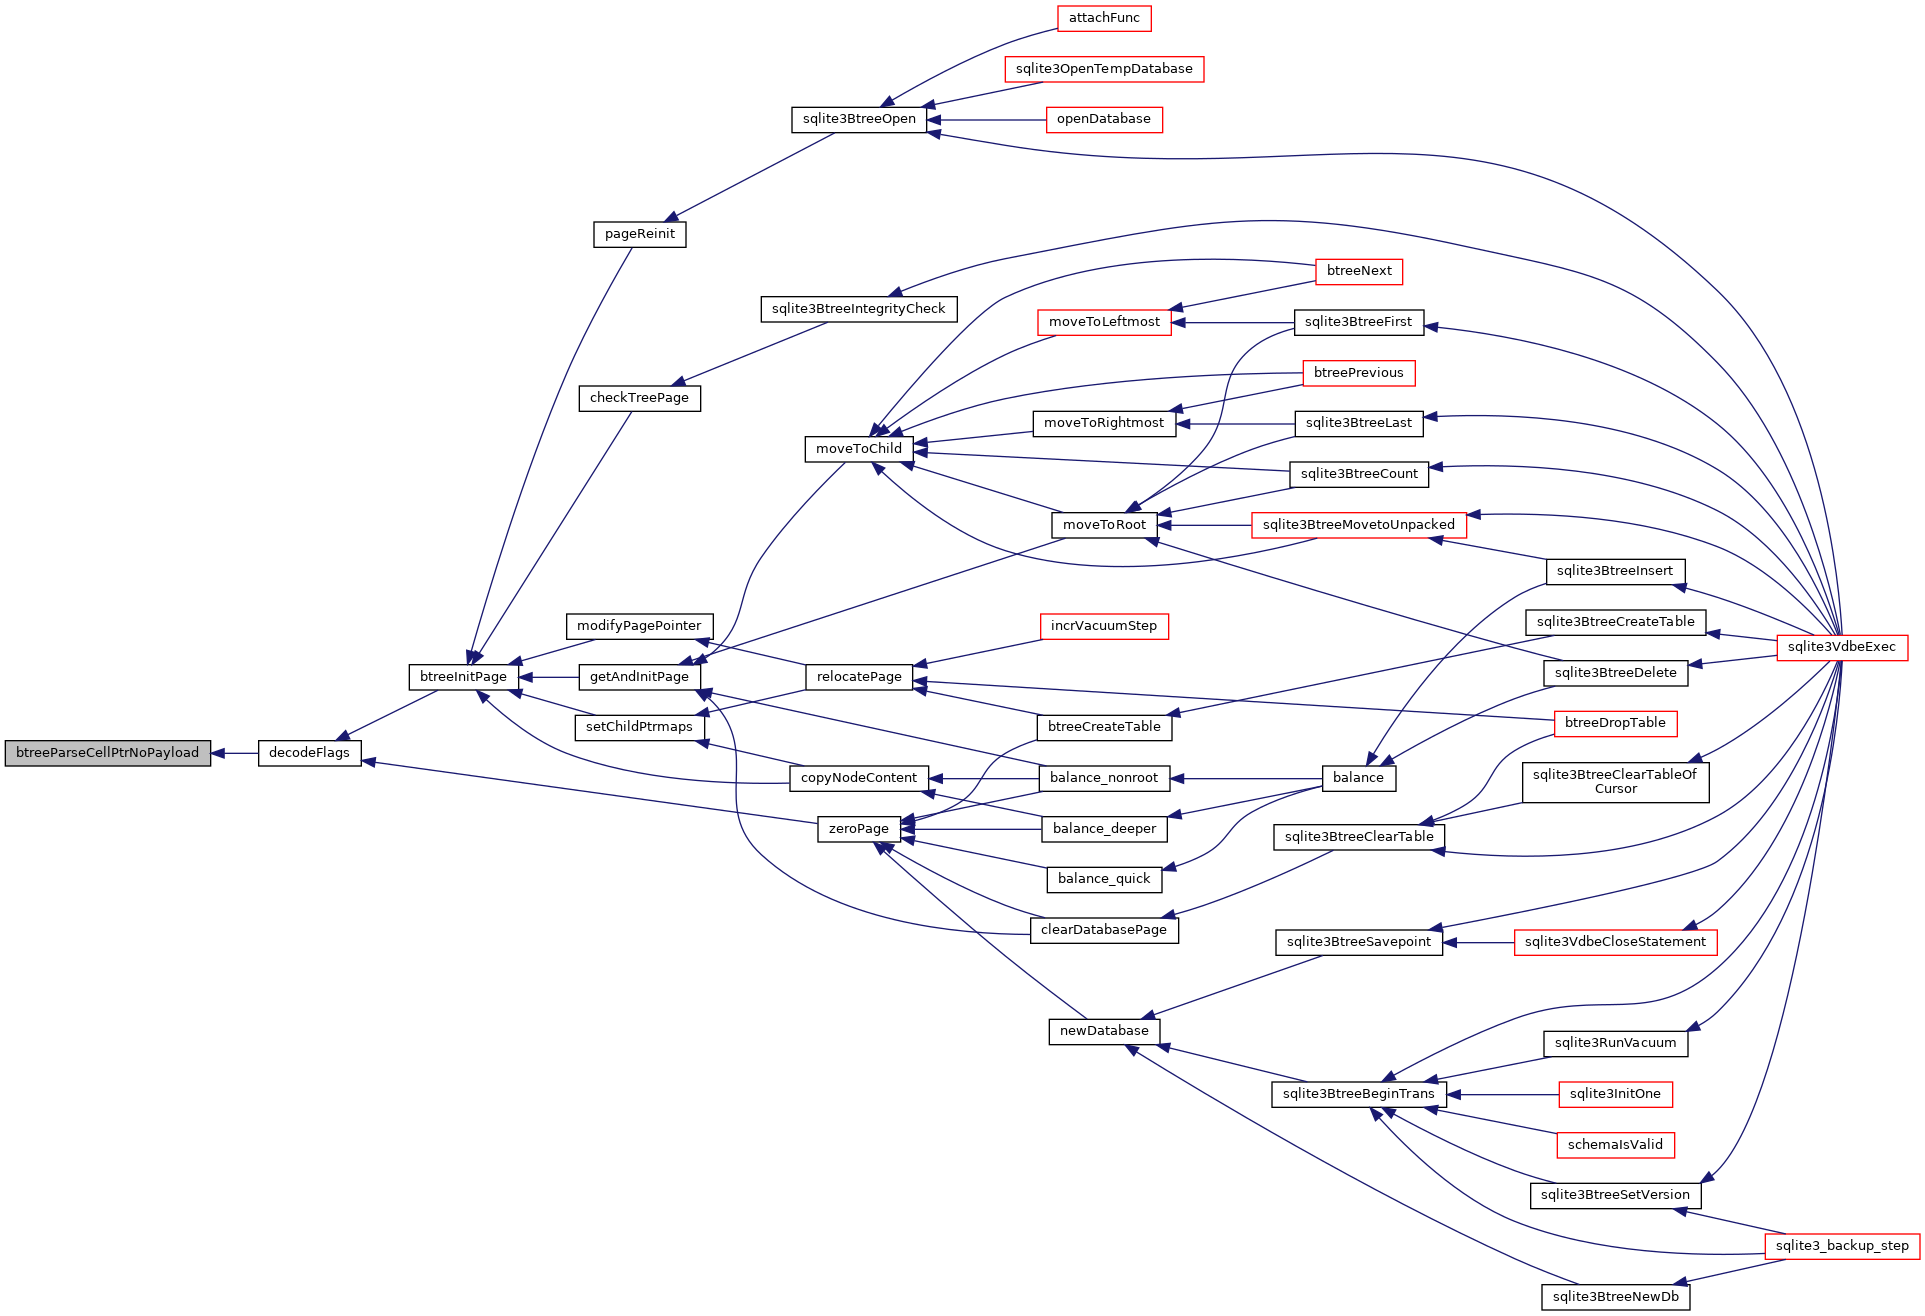 attachFunc
sqlite3OpenTempDatabase
sqlite3BtreeOpen
openDatabase
pageReinit
btreeNext
sqlite3BtreeIntegrityCheck
moveToLeftmost
sqlite3BtreeFirst
btreePrevious
checkTreePage
moveToRightmost
sqlite3BtreeLast
moveToChild
sqlite3BtreeCount
moveToRoot
sqlite3BtreeMovetoUnpacked
sqlite3BtreeInsert
modifyPagePointer
incrVacuumStep
sqlite3BtreeCreateTable
sqlite3VdbeExec
btreeInitPage
getAndInitPage
relocatePage
sqlite3BtreeDelete
setChildPtrmaps
btreeCreateTable
btreeDropTable
btreeParseCellPtrNoPayload
decodeFlags
copyNodeContent
balance_nonroot
balance
sqlite3BtreeClearTableOf
Cursor
zeroPage
balance_deeper
sqlite3BtreeClearTable
balance_quick
clearDatabasePage
sqlite3BtreeSavepoint
sqlite3VdbeCloseStatement
newDatabase
sqlite3RunVacuum
sqlite3BtreeBeginTrans
sqlite3InitOne
schemaIsValid
sqlite3BtreeSetVersion
sqlite3_backup_step
sqlite3BtreeNewDb